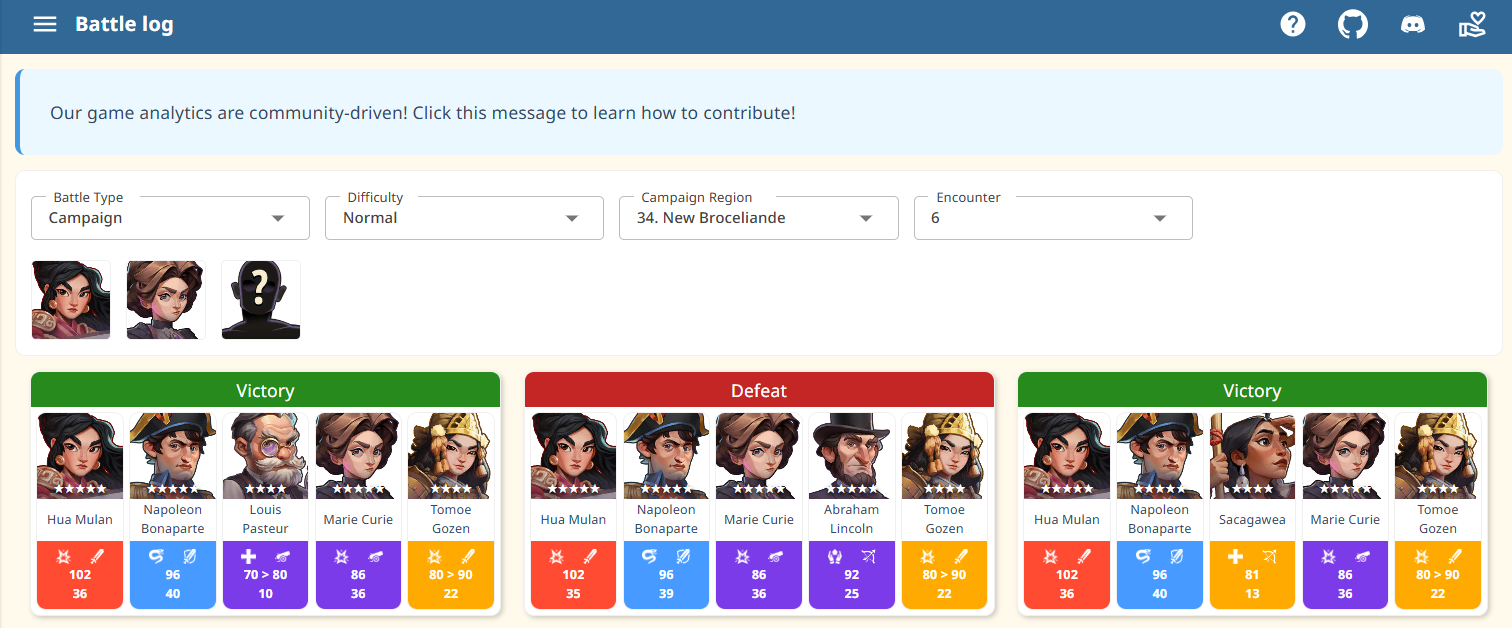 Battle log
Our game analytics are community-driven! Click this message to learn how to contribute!
Battle Type
Campaign
Difficulty
Normal
Campaign Region
34. New Broceliande
Encounter
6
?
Victory
Hua Mulan
102
36
Napoleon
Bonaparte
96
40
Louis
Pasteur
70 > 80
10
Marie Curie
86
36
Tomoe
Gozen
80 > 90
22
Defeat
Hua Mulan
102
35
Napoleon
Bonaparte
96
39
Marie Curie
86
36
Abraham
Lincoln
92
25
Tomoe
Gozen
80 > 90
22
Victory
Hua Mulan
102
36
Napoleon
Bonaparte
96
40
Sacagawea
81
13
Marie Curie
86
36
Tomoe
Gozen
80 > 90
22